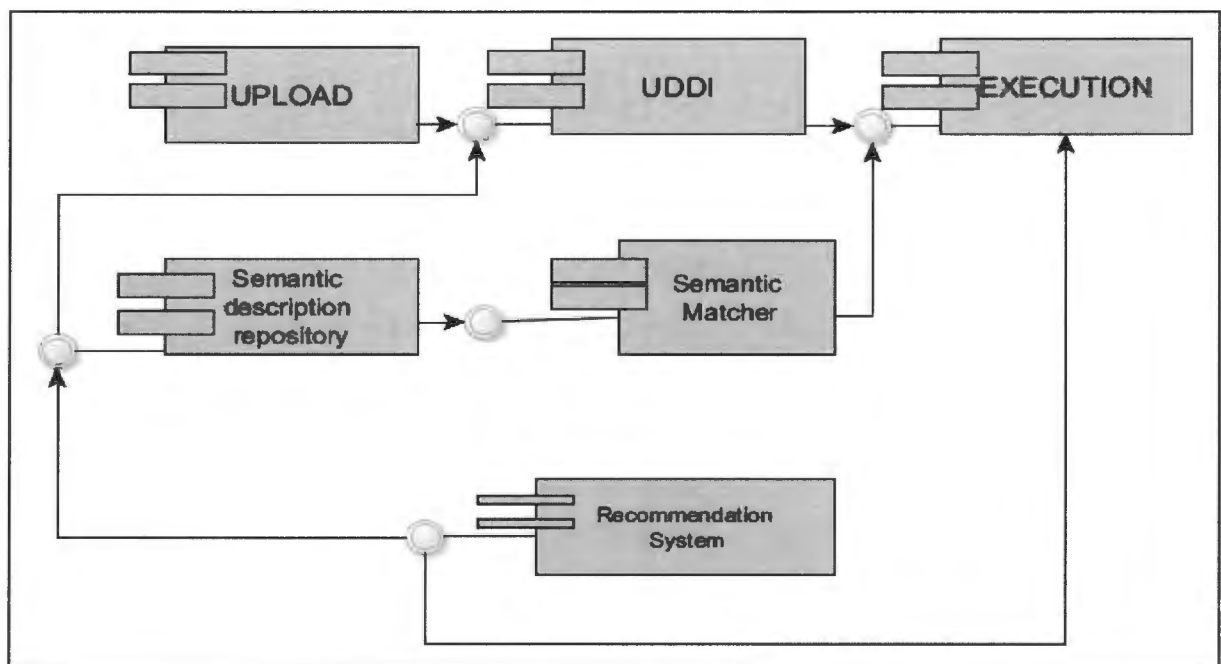 UPLOAD
UDDI
EXECUTION
Semantic
description
repository
Semantic
Matcher
Recommendation
System